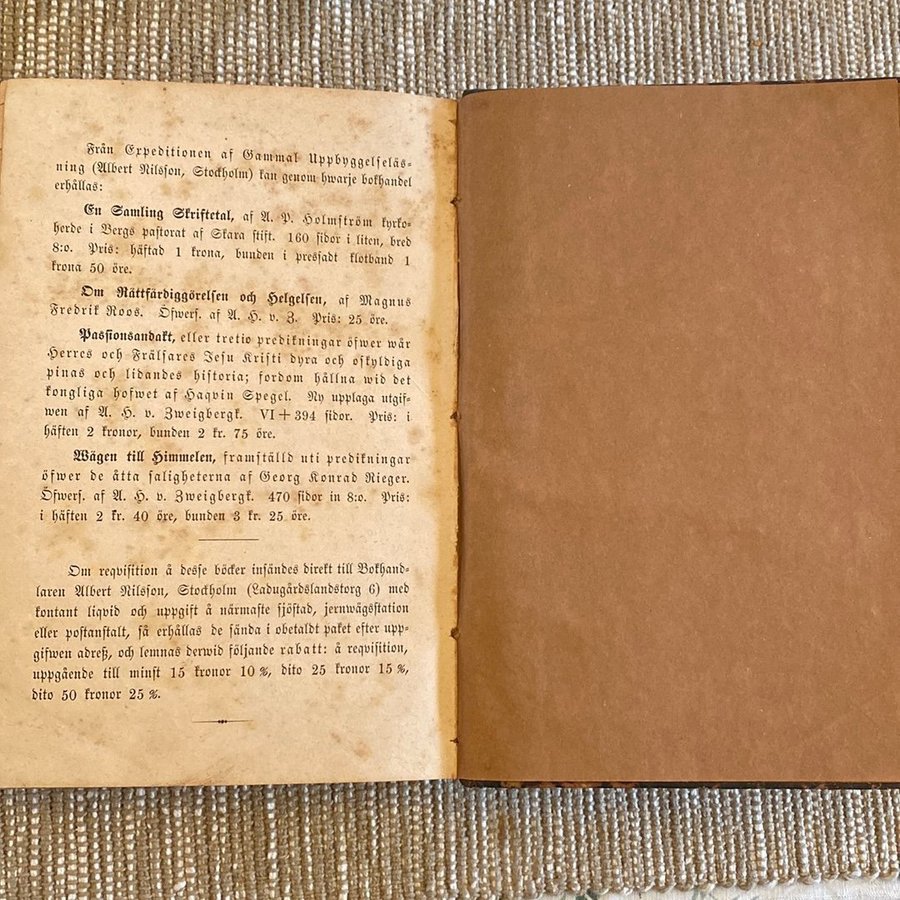 Från Expeditionen af Gammal Uppbyggelseläs-
ning (Albert Nilsson, Stockholm) kan genom hwarje bokhandel
erhållas:
En Samling Skriftetal, af A. P. Holmström kyrko-
herde i Bergs pastorat af Skara stift. 160 sidor i liten, bred
8:o. Pris: häftad 1 krona, bunden i pressadt klotband 1
krona 50 öre.
Om Rättfärdiggörelsen och Helgelsen, af Magnus
Fredrik Roos. Öfwers. af A. H. v. Z. Pris: 25 öre.
Passionsandakt, eller tretio predikningar öfwer wår
Herres och Frälsares Jesu Kristi dyra och oskyldiga
pinas och lidandes historia; fordom hållna wid det
kongliga hofwet af Haqvin Spegel. Ny upplaga utgif-
wen af A. H. v. Zweigbergk. VI + 394 sidor. Pris: i
häften 2 kronor, bunden 2 kr. 75 öre.
Wägen till Himmelen, framställd uti predikningar
öfwer de åtta saligheterna af Georg Konrad Rieger.
Öfwers. af A. H. v. Zweigbergk. 470 sidor in 8:o. Pris:
i häften 2 kr. 40 öre, bunden 3 kr. 25 öre.
Om reqvisition å desse böcker insändes direkt till Bokhand-
laren Albert Nilsson, Stockholm (Ladugårdslandstorg 6) med
kontant liqvid och uppgift å närmaste sjöstad, jernwägsstation
eller postanstalt, så erhållas de sända i obetaldt paket efter upp-
gifwen adreß, och lemnas derwid följande rabatt: å reqvisition,
uppgående till minst 15 kronor 10 %, dito 25 kronor 15 %,
dito 50 kronor 25 %.